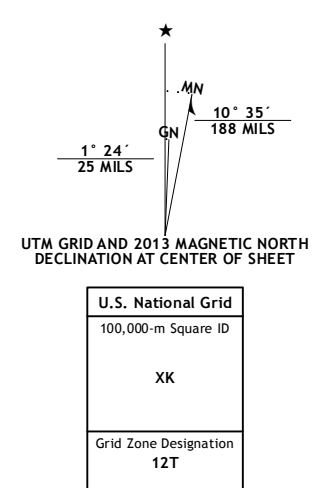 ★
MN
10° 35´
188 MILS
GN
1° 24´
25 MILS
UTM GRID AND 2013 MAGNETIC NORTH
DECLINATION AT CENTER OF SHEET
U.S. National Grid
100,000-m Square ID
XK
Grid Zone Designation
12T